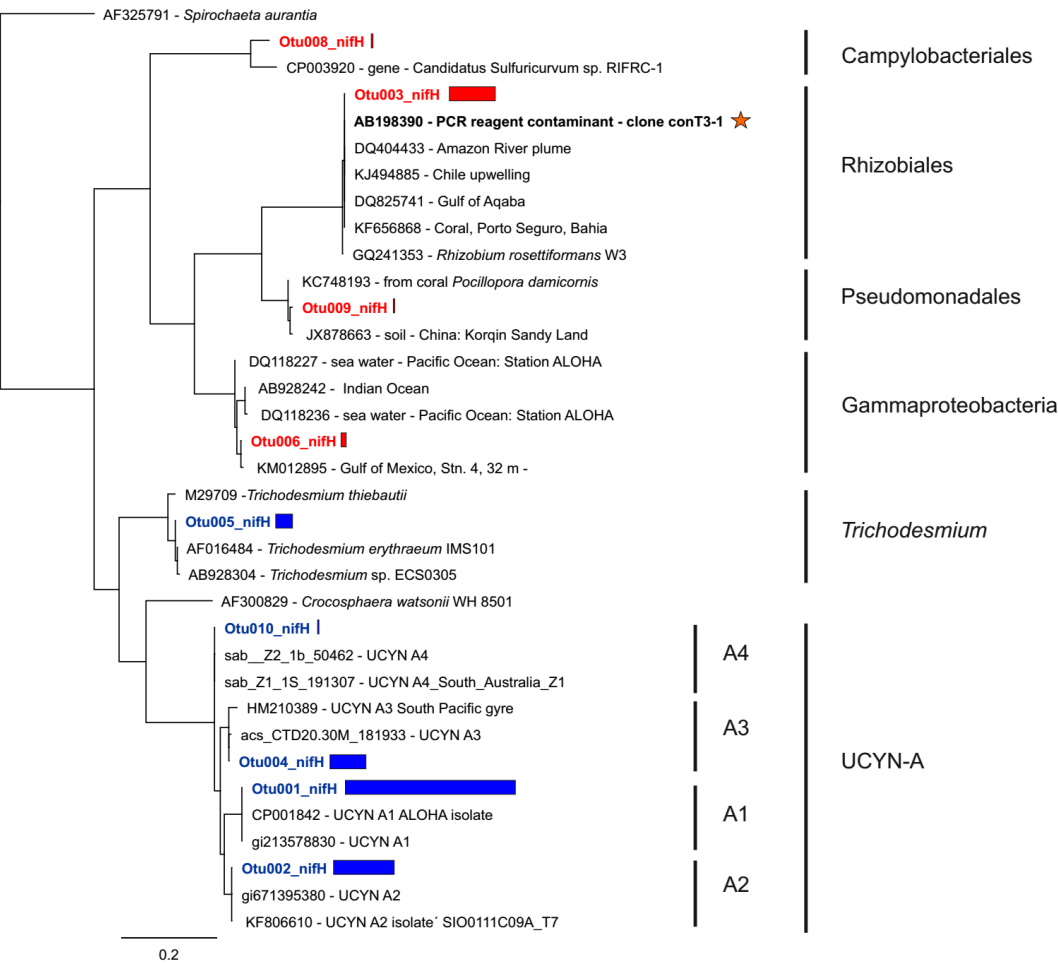 AF325791 - Spirochaeta aurantia
Otu008_nifH
CP003920 - gene - Candidatus Sulfuricurvum sp. RIFRC-1
Campylobacteriales
Otu003_nifH
AB198390 - PCR reagent contaminant - clone conT3-1
DQ404433 - Amazon River plume
KJ494885 - Chile upwelling
DQ825741 - Gulf of Aqaba
KF656868 - Coral, Porto Seguro, Bahia
GQ241353 - Rhizobium rosettiformans W3
Rhizobiales
KC748193 - from coral Pocillopora damicornis
Otu009_nifH
JX878663 - soil - China: Korqin Sandy Land
Pseudomonadales
DQ118227 - sea water - Pacific Ocean: Station ALOHA
AB928242 - Indian Ocean
DQ118236 - sea water - Pacific Ocean: Station ALOHA
Otu006_nifH
KM012895 - Gulf of Mexico, Stn. 4, 32 m -
Gammaproteobacteria
M29709 -Trichodesmium thiebautii
Otu005_nifH
AF016484 - Trichodesmium erythraeum IMS101
AB928304 - Trichodesmium sp. ECS0305
Trichodesmium
AF300829 - Crocosphaera watsonii WH 8501
Otu010_nifH
sab__Z2_1b_50462 - UCYN A4
sab_Z1_1S_191307 - UCYN A4_South_Australia_Z1
A4
HM210389 - UCYN A3 South Pacific gyre
acs_CTD20.30M_181933 - UCYN A3
Otu004_nifH
A3
Otu001_nifH
CP001842 - UCYN A1 ALOHA isolate
gi213578830 - UCYN A1
A1
Otu002_nifH
gi671395380 - UCYN A2
KF806610 - UCYN A2 isolate´ SIO0111C09A_T7
A2
UCYN-A
0.2